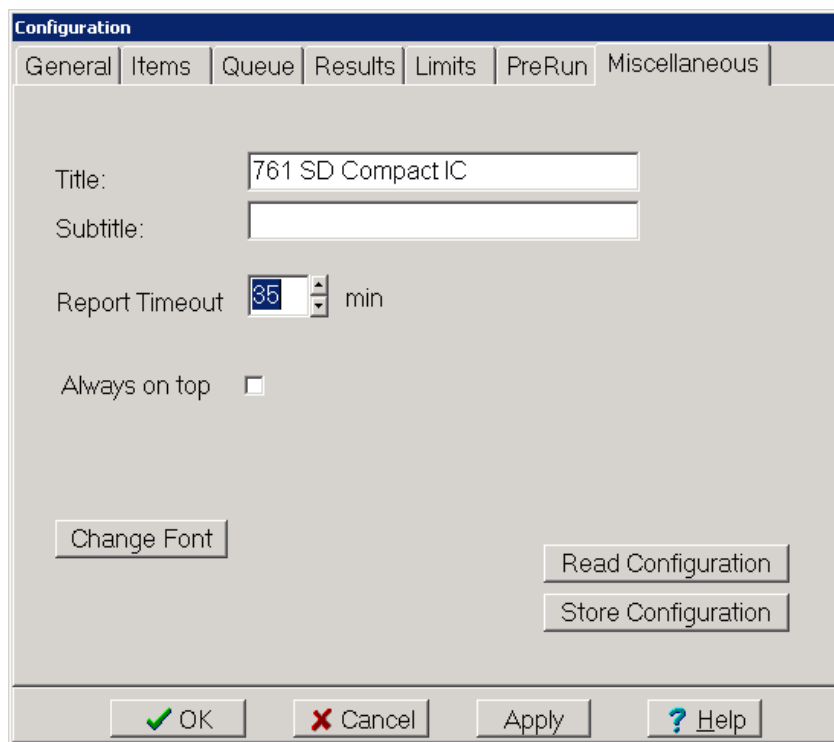 Configuration
General Items Queue Results Limits PreRun Miscellaneous
Title: 761 SD Compact IC
Subtitle:
Report Timeout 35 min
Always on top
Change Font
Read Configuration
Store Configuration
OK Cancel Apply ? Help